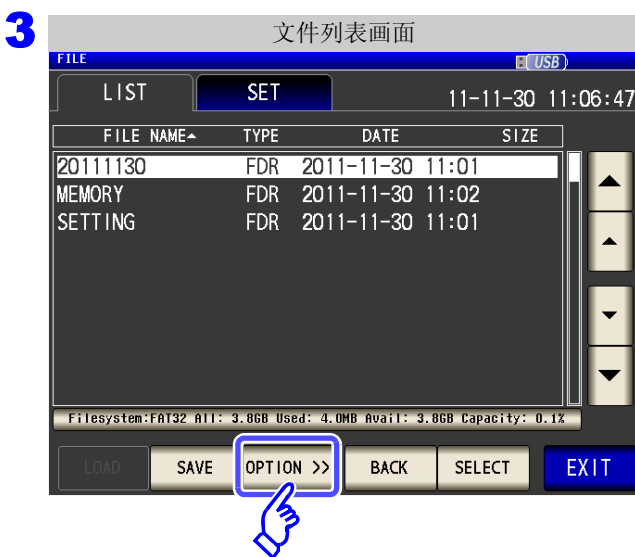 3
文件列表画面
FILE USB
LIST SET 11-11-30 11:06:47
FILE NAME▲ TYPE DATE SIZE
20111130 FDR 2011-11-30 11:01
MEMORY FDR 2011-11-30 11:02
SETTING FDR 2011-11-30 11:01
Filesystem:FAT32 All: 3.8GB Used: 4.0MB Avail: 3.8GB Capacity: 0.1%
LOAD SAVE OPTION >> BACK SELECT EXIT